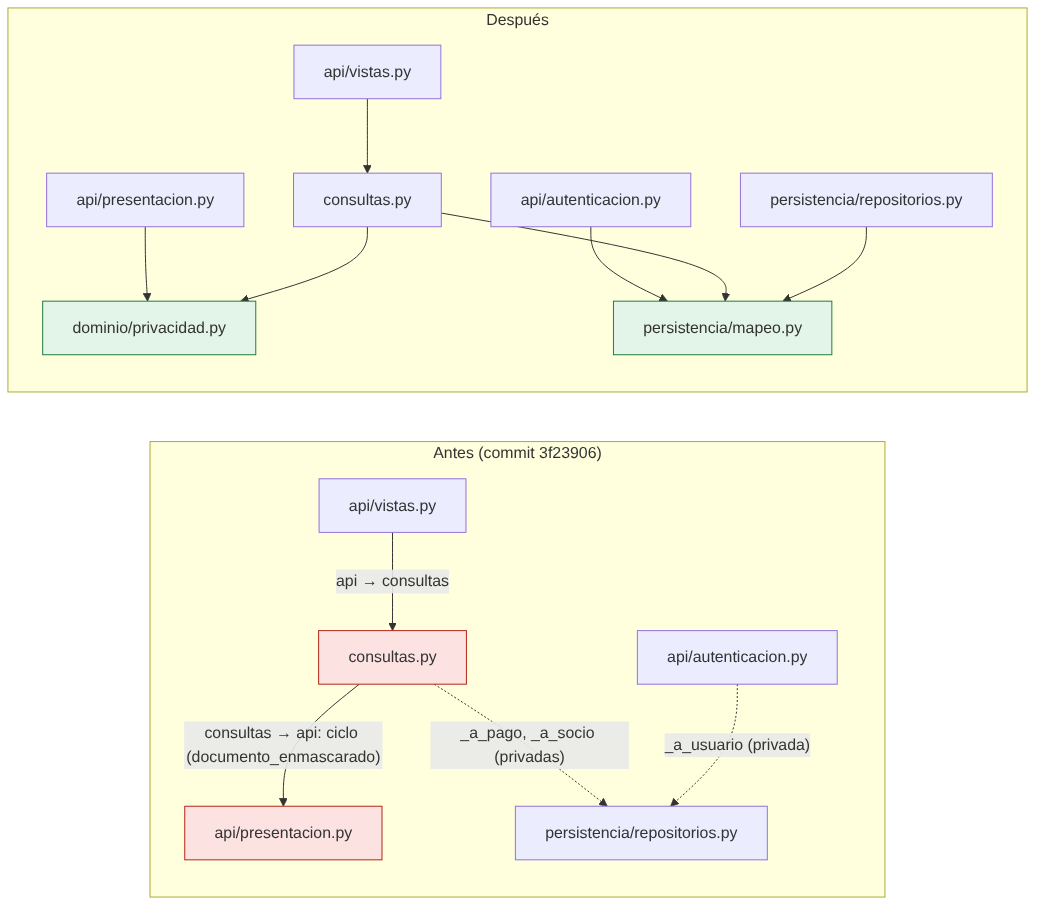 Después
api/vistas.py
api/presentacion.py
consultas.py
api/autenticacion.py
persistencia/repositorios.py
dominio/privacidad.py
persistencia/mapeo.py
Antes (commit 3f23906)
api/vistas.py
api → consultas
consultas.py
api/autenticacion.py
consultas → api: ciclo
(documento_enmascarado)
_a_pago, _a_socio
(privadas)
_a_usuario (privada)
api/presentacion.py
persistencia/repositorios.py